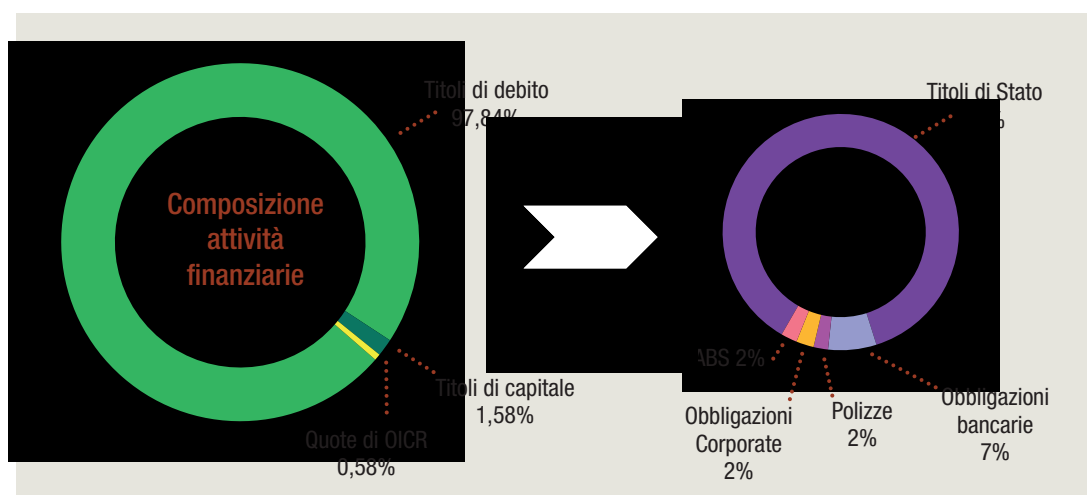 Titoli di debito
97,84%
Composizione
attività
finanziarie
Titoli di capitale
1,58%
Quote di OICR
0,58%
Titoli di Stato
%
ABS 2%
Obbligazioni
Corporate
2%
Polizze
2%
Obbligazioni
bancarie
7%